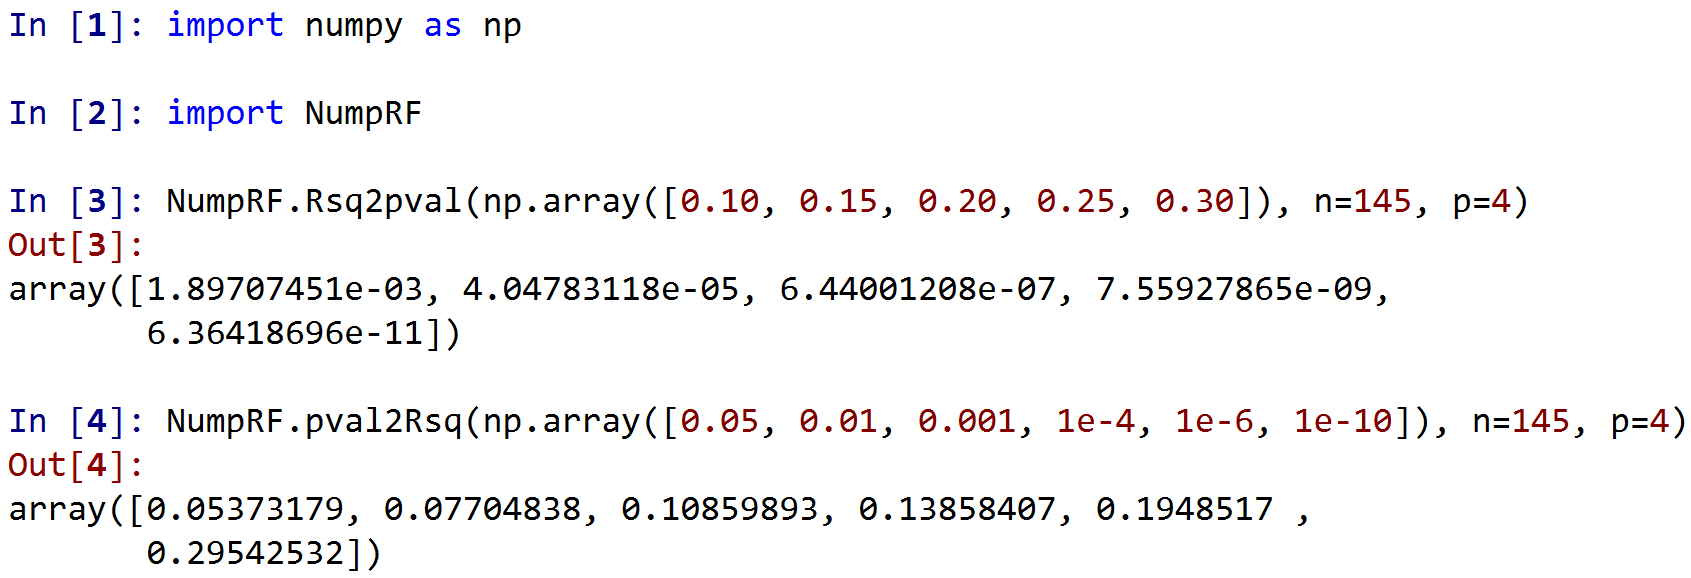 In [1]: import numpy as np
In [2]: import NumpRF
In [3]: NumpRF.Rsq2pval(np.array([0.10, 0.15, 0.20, 0.25, 0.30]), n=145, p=4)
Out[3]:
array([1.89707451e-03, 4.04783118e-05, 6.44001208e-07, 7.55927865e-09,
       6.36418696e-11])
In [4]: NumpRF.pval2Rsq(np.array([0.05, 0.01, 0.001, 1e-4, 1e-6, 1e-10]), n=145, p=4)
Out[4]:
array([0.05373179, 0.07704838, 0.10859893, 0.13858407, 0.1948517 ,
       0.29542532])